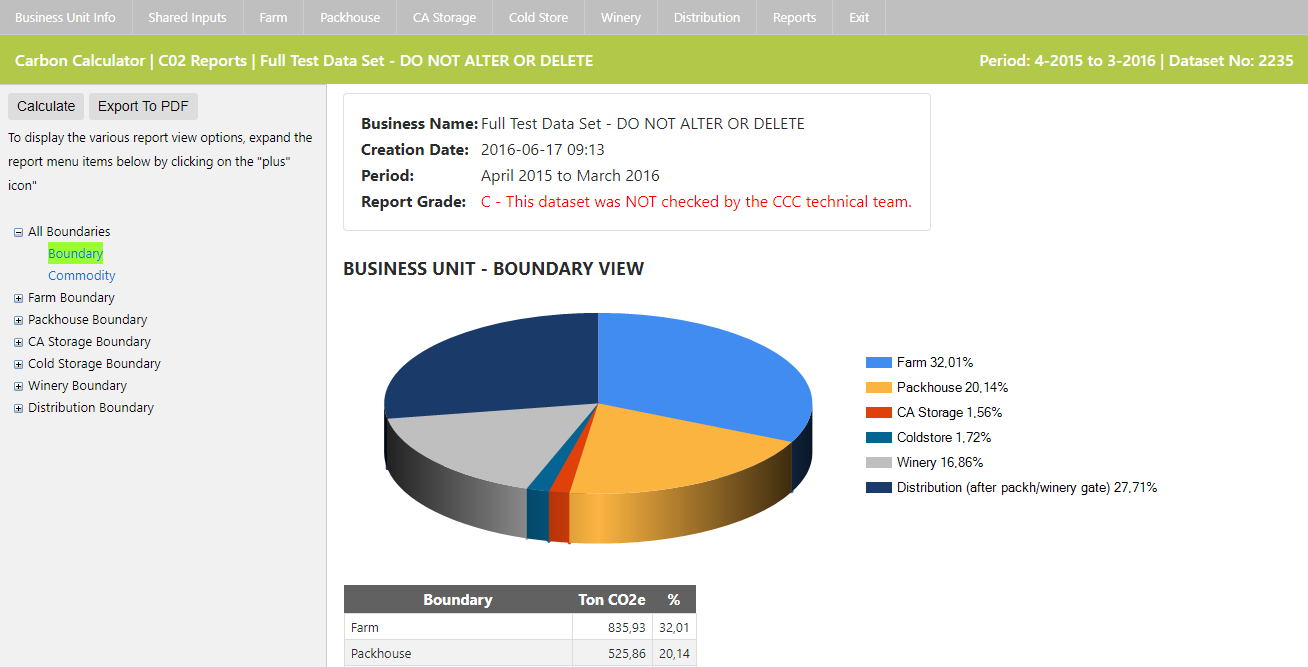 Business Unit Info Shared Inputs Farm Packhouse CA Storage Cold Store Winery Distribution Reports Exit
Carbon Calculator | C02 Reports | Full Test Data Set - DO NOT ALTER OR DELETE Period: 4-2015 to 3-2016 | Dataset No: 2235
Calculate Export To PDF
To display the various report view options, expand the
report menu items below by clicking on the "plus"
icon"
All Boundaries
Boundary
Commodity
Farm Boundary
Packhouse Boundary
CA Storage Boundary
Cold Storage Boundary
Winery Boundary
Distribution Boundary
Business Name: Full Test Data Set - DO NOT ALTER OR DELETE
Creation Date: 2016-06-17 09:13
Period: April 2015 to March 2016
Report Grade: C - This dataset was NOT checked by the CCC technical team.
BUSINESS UNIT - BOUNDARY VIEW
Farm 32,01%
Packhouse 20,14%
CA Storage 1,56%
Coldstore 1,72%
Winery 16,86%
Distribution (after packh/winery gate) 27,71%
Boundary Ton CO2e %
Farm 835,93 32,01
Packhouse 525,86 20,14